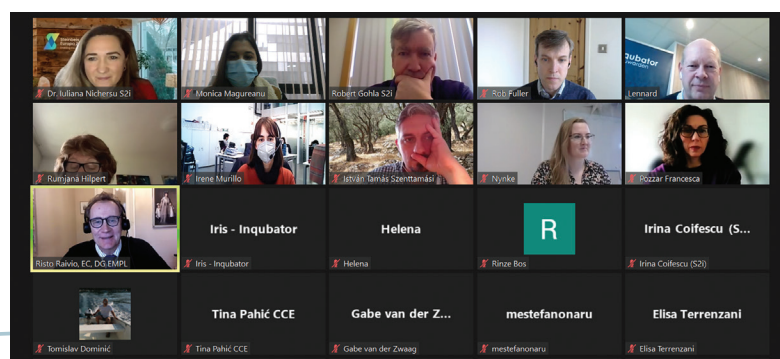 Dr. Iuliana Nichersu S2i
Monica Magureanu
Robert Gohla S2i
Rob Fuller
ubator
Lennard
Rumjana Hilpert
Irene Murillo
István Tamás Szenttamási
Nynke
Pozzar Francesca
Risto Raivio, EC, DG EMPL
Iris - Inqubator
Iris - Inqubator
Helena
Helena
R
Rinze Bos
Irina Coifescu (S...
Irina Coifescu (S2i)
Tomislav Dominić
Tina Pahić CCE
Tina Pahić CCE
Gabe van der Z...
Gabe van der Zwaag
mestefanonaru
mestefanonaru
Elisa Terrenzani
Elisa Terrenzani